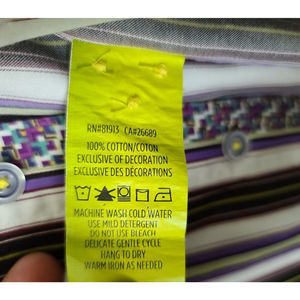 RN#81913 CA#26689
100% COTTON/COTON
EXCLUSIVE OF DECORATION
EXCLUSIVE DES DÉCORATIONS
MACHINE WASH COLD WATER
USE MILD DETERGENT
DO NOT USE BLEACH
DELICATE GENTLE CYCLE
HANG TO DRY
WARM IRON AS NEEDED